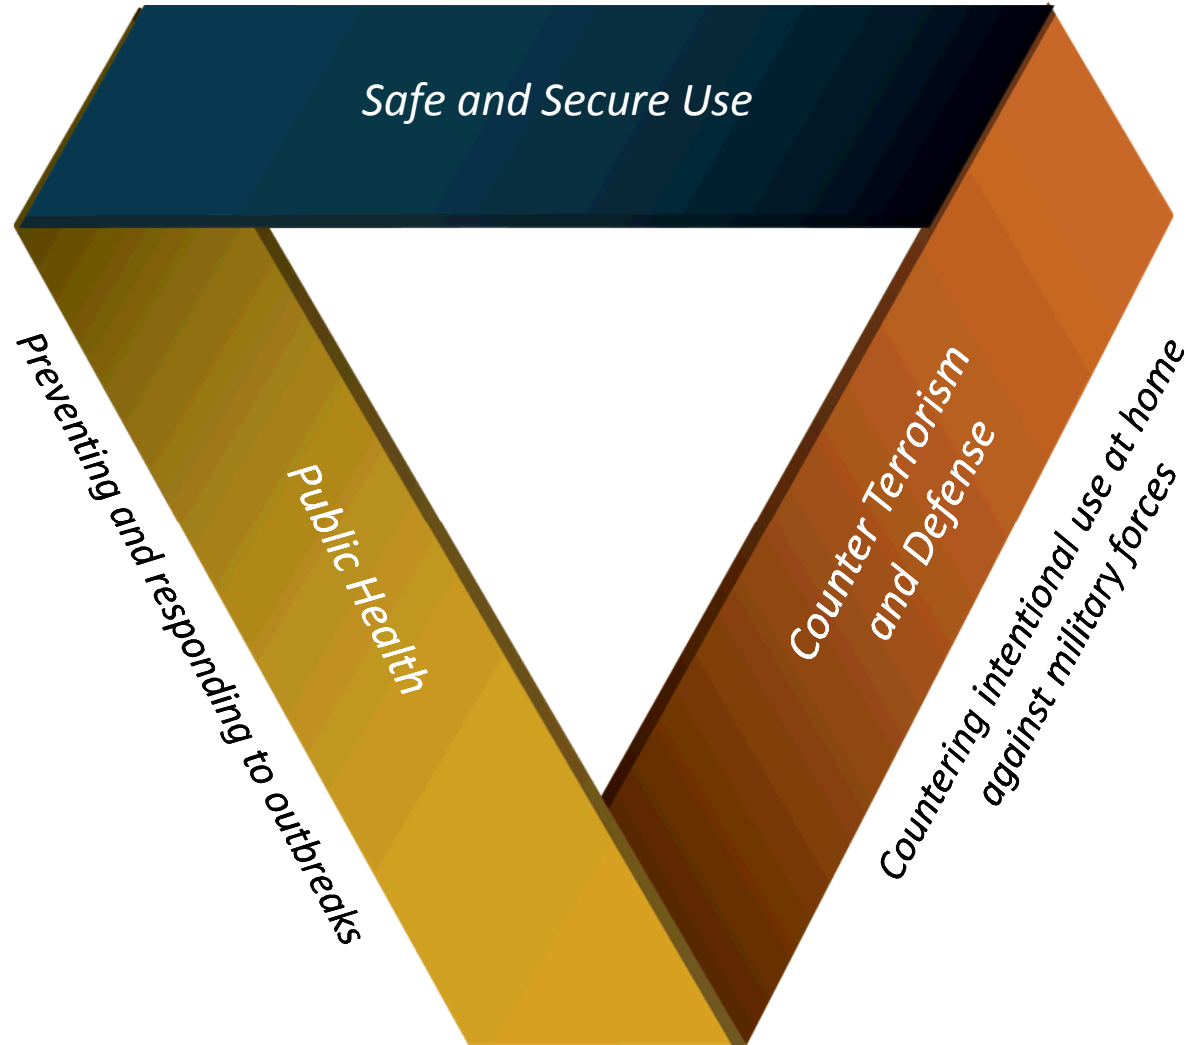 Safe and Secure Use
Public Health
Preventing and responding to outbreaks
Counter Terrorism
and Defense
Countering intentional use at home
against military forces